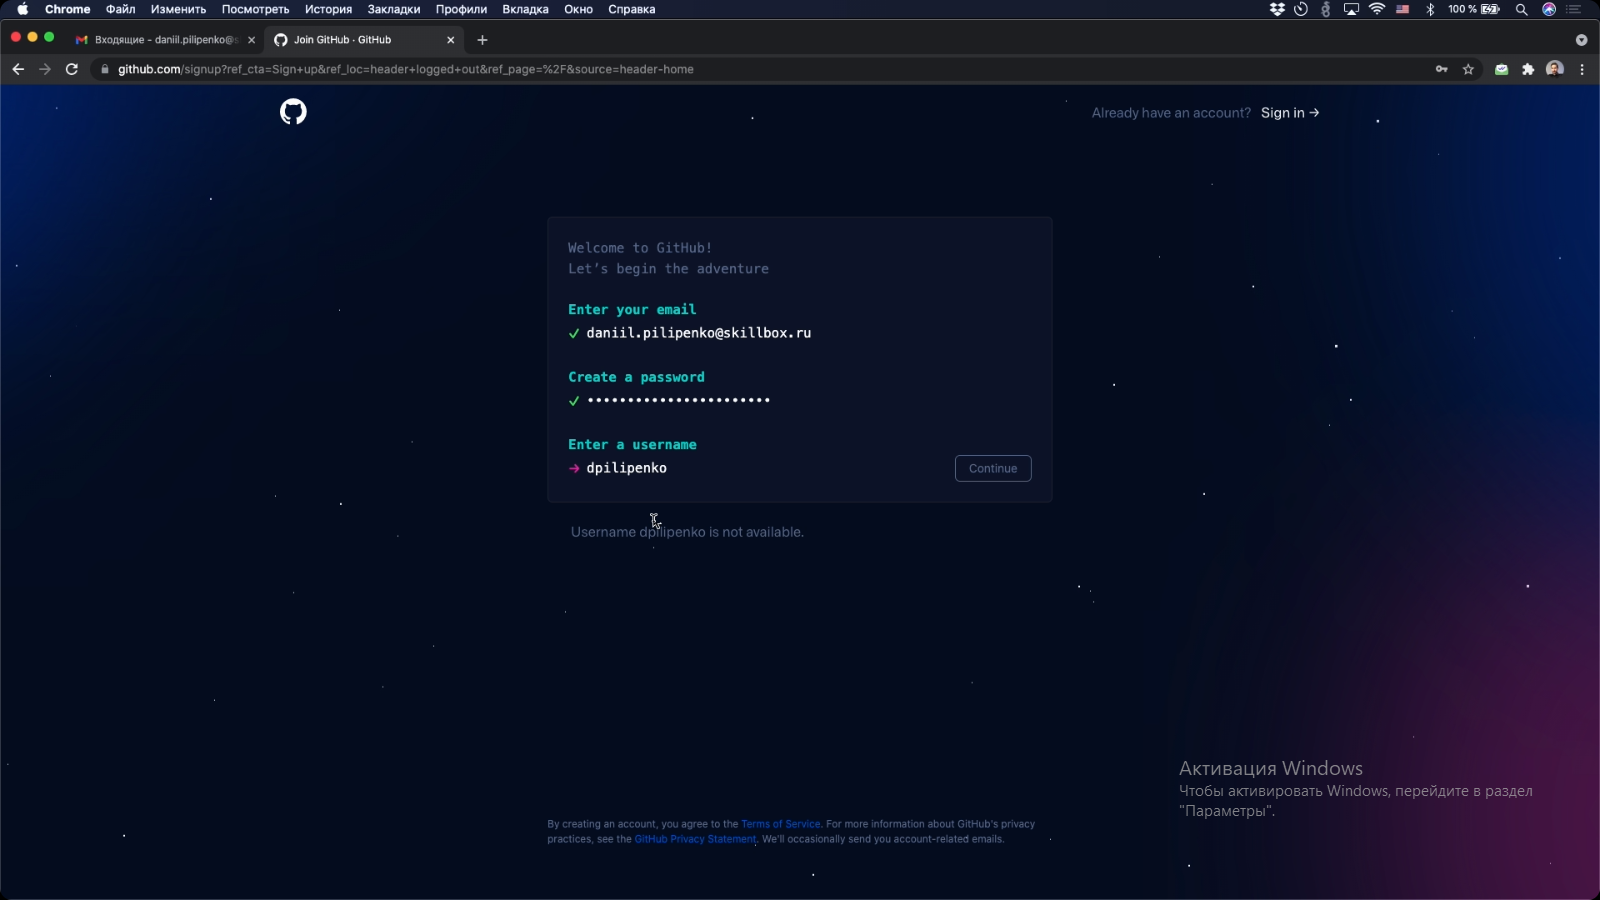 Chrome Файл Изменить Посмотреть История Закладки Профили Вкладка Окно Справка 100 %
Входящие - daniil.pilipenko@ Join GitHub · GitHub
github.com/signup?ref_cta=Sign+up&ref_loc=header+logged+out&ref_page=%2F&source=header-home
Already have an account? Sign in →
Welcome to GitHub!
Let’s begin the adventure
Enter your email
✓ daniil.pilipenko@skillbox.ru
Create a password
✓ •••••••••••••••••••••••
Enter a username
→ dpilipenko Continue
Username dpilipenko is not available.
Активация Windows
Чтобы активировать Windows, перейдите в раздел
"Параметры".
By creating an account, you agree to the Terms of Service. For more information about GitHub's privacy
practices, see the GitHub Privacy Statement. We'll occasionally send you account-related emails.